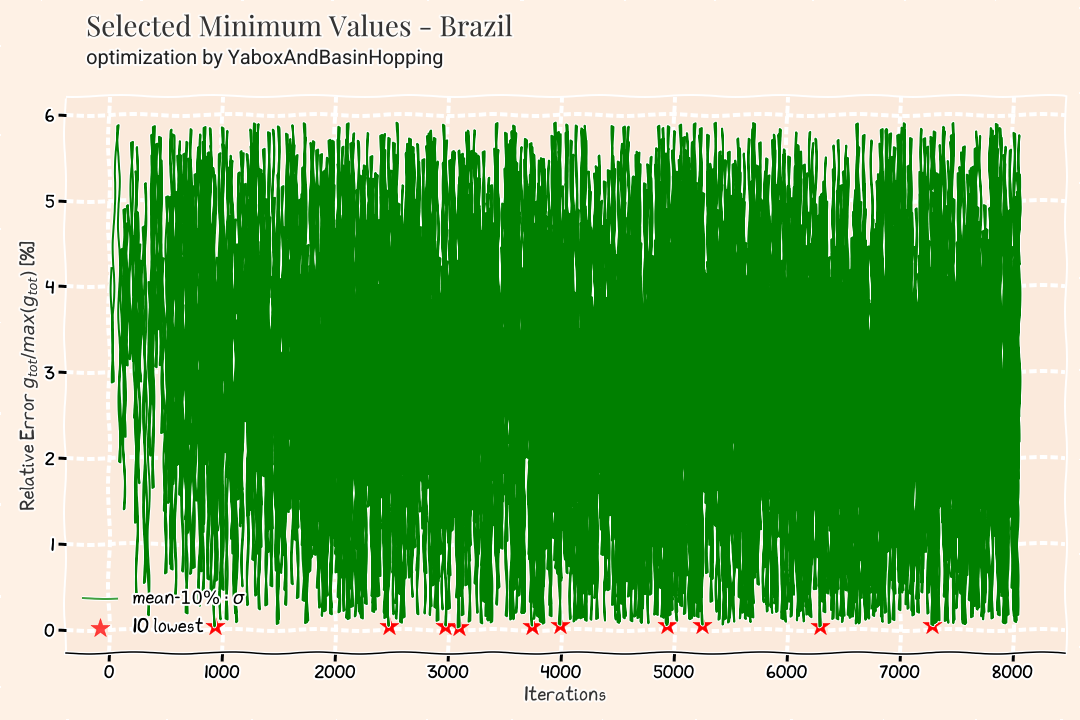 Selected Minimum Values - Brazil
optimization by YaboxAndBasinHopping
Relative Error g_tot/max(g_tot) [%]
6
5
4
3
2
1
0
mean-10% : σ
10 lowest
0 1000 2000 3000 4000 5000 6000 7000 8000
Iterations